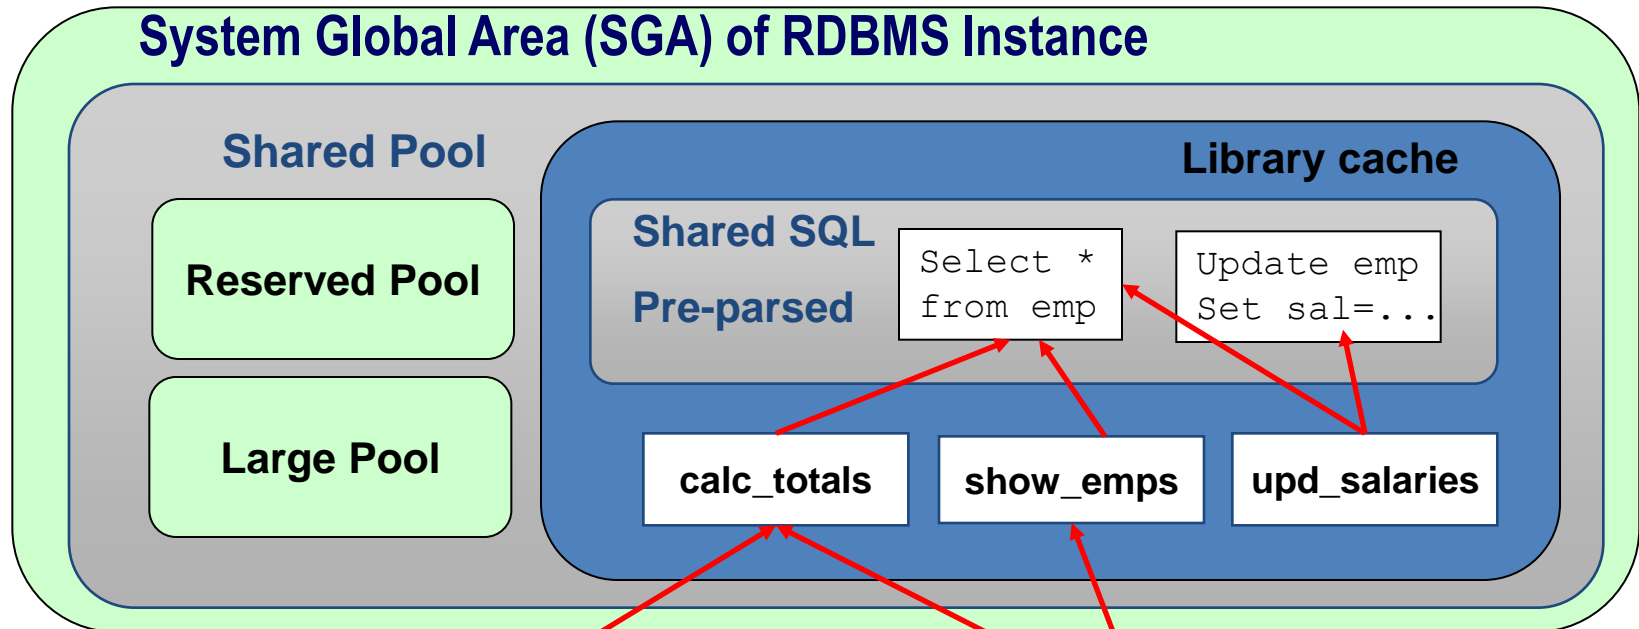 System Global Area (SGA) of RDBMS Instance
Shared Pool
Reserved Pool
Large Pool
Library cache
Shared SQL
Pre-parsed
Select *
from emp
Update emp
Set sal=...
calc_totals
show_emps
upd_salaries